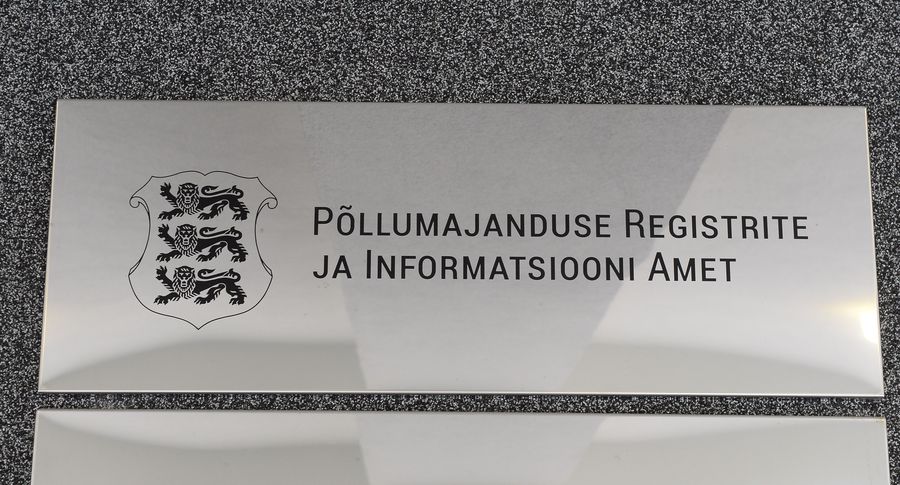 Põllumajanduse Registrite
ja Informatsiooni Amet